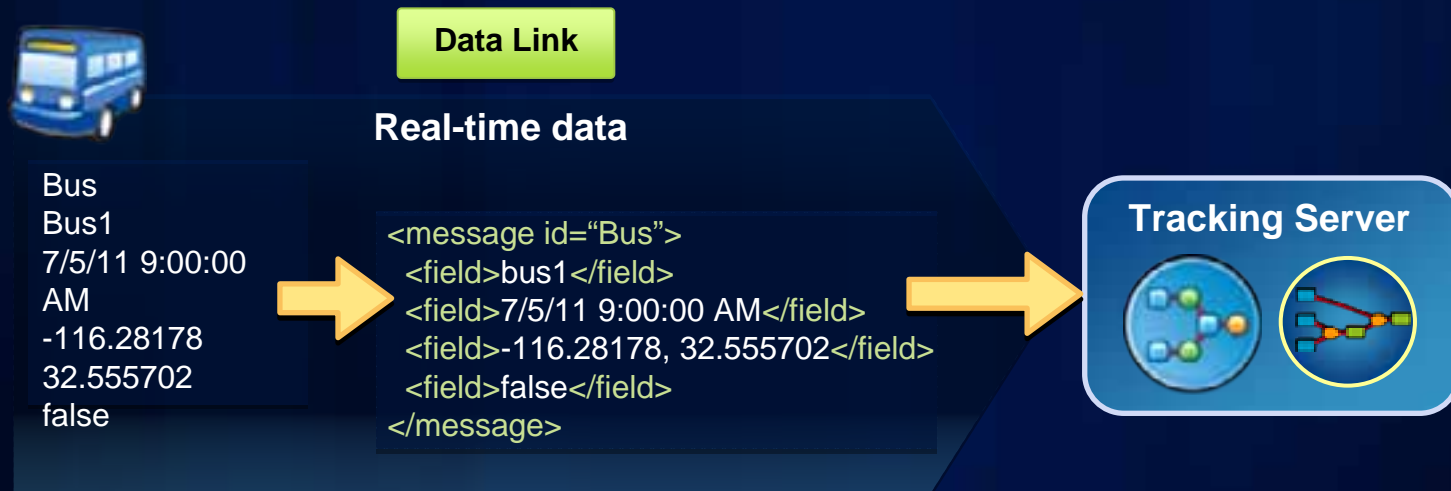 Data Link
Real-time data
Bus
Bus1
7/5/11 9:00:00
AM
-116.28178
32.555702
false
<message id=“Bus”>
<field>bus1</field>
<field>7/5/11 9:00:00 AM</field>
<field>-116.28178, 32.555702</field>
<field>false</field>
</message>
Tracking Server